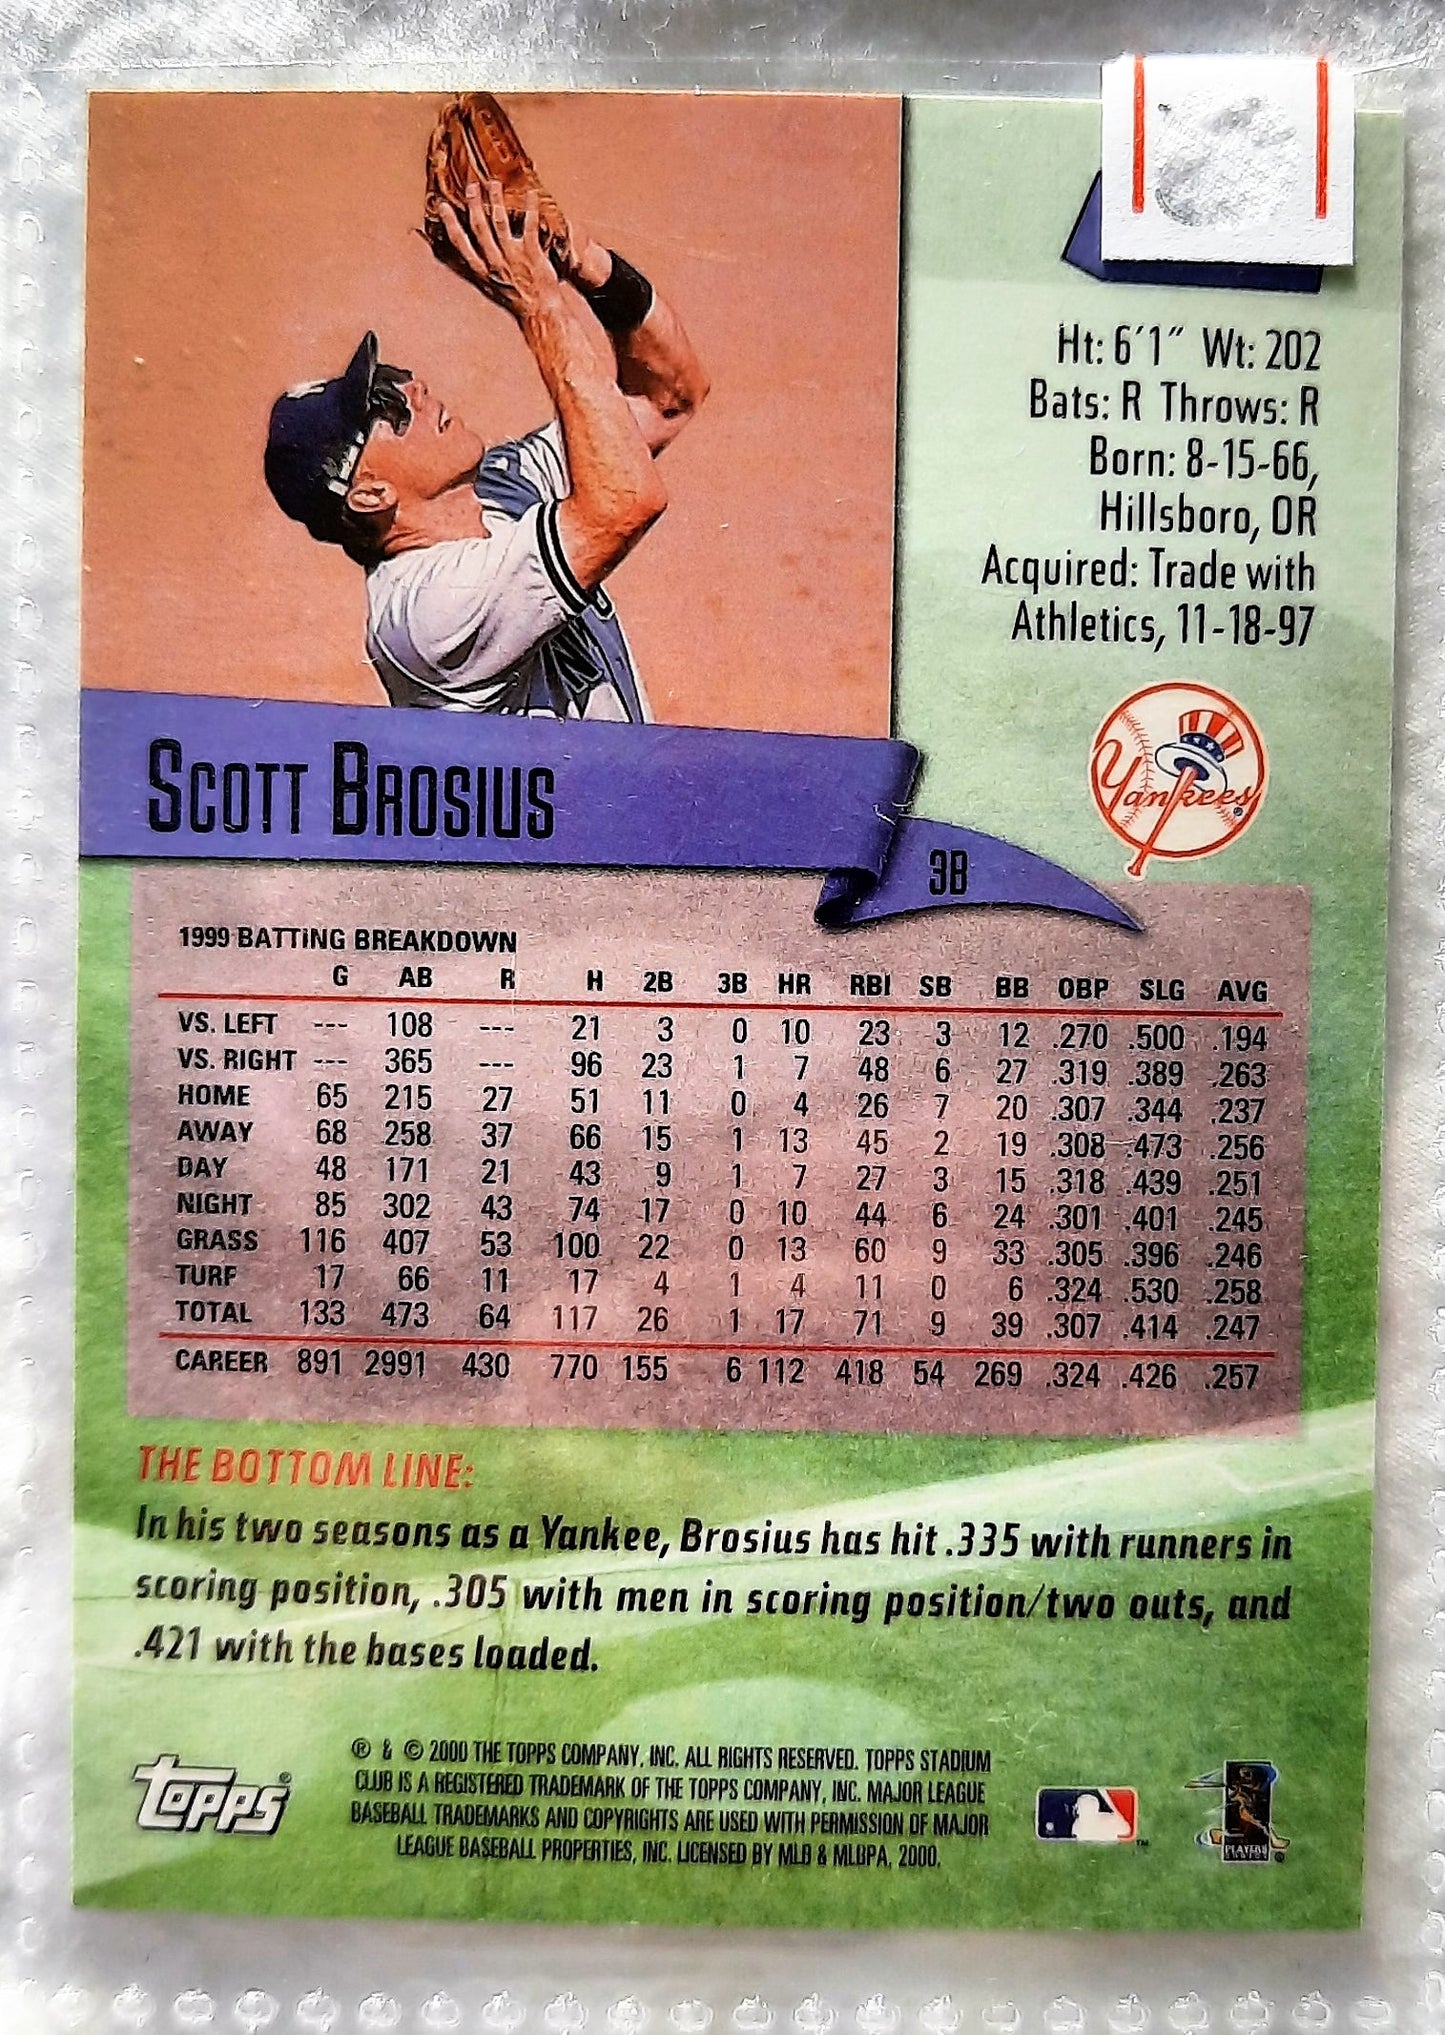 Ht: 6'1" Wt: 202
Bats: R Throws: R
Born: 8-15-66,
Hillsboro, OR
Acquired: Trade with
Athletics, 11-18-97
Yankees®
SCOTT BROSIUS
3B
1999 BATTING BREAKDOWN
G AB R H 2B 3B HR RBI SB BB OBP SLG AVG
VS. LEFT --- 108 --- 21 3 0 10 23 3 12 .270 .500 .194
VS. RIGHT --- 365 --- 96 23 1 7 48 6 27 .319 .389 .263
HOME 65 215 27 51 11 0 4 26 7 20 .307 .344 .237
AWAY 68 258 37 66 15 1 13 45 2 19 .308 .473 .256
DAY 48 171 21 43 9 1 7 27 3 15 .318 .439 .251
NIGHT 85 302 43 74 17 0 10 44 6 24 .301 .401 .245
GRASS 116 407 53 100 22 0 13 60 9 33 .305 .396 .246
TURF 17 66 11 17 4 1 4 11 0 6 .324 .530 .258
TOTAL 133 473 64 117 26 1 17 71 9 39 .307 .414 .247
CAREER 891 2991 430 770 155 6 112 418 54 269 .324 .426 .257
THE BOTTOM LINE:
In his two seasons as a Yankee, Brosius has hit .335 with runners in
scoring position, .305 with men in scoring position/two outs, and
.421 with the bases loaded.
Topps®
® & © 2000 THE TOPPS COMPANY, INC. ALL RIGHTS RESERVED. TOPPS STADIUM
CLUB IS A REGISTERED TRADEMARK OF THE TOPPS COMPANY, INC. MAJOR LEAGUE
BASEBALL TRADEMARKS AND COPYRIGHTS ARE USED WITH PERMISSION OF MAJOR
LEAGUE BASEBALL PROPERTIES, INC. LICENSED BY MLB & MLBPA, 2000.
PLAYERS